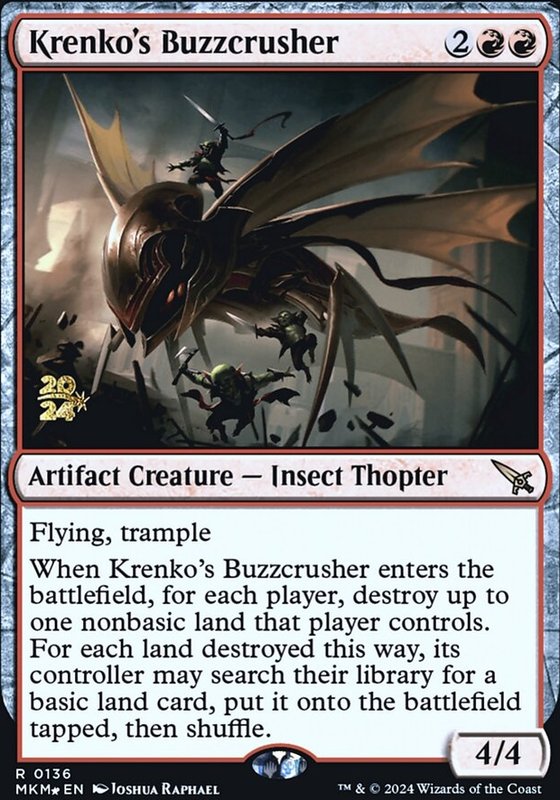 Krenko's Buzzcrusher 2
20
24
Artifact Creature — Insect Thopter
Flying, trample
When Krenko's Buzzcrusher enters the
battlefield, for each player, destroy up to
one nonbasic land that player controls.
For each land destroyed this way, its
controller may search their library for a
basic land card, put it onto the battlefield
tapped, then shuffle.
4/4
R 0136
MKM★EN Joshua Raphael
™ & © 2024 Wizards of the Coast